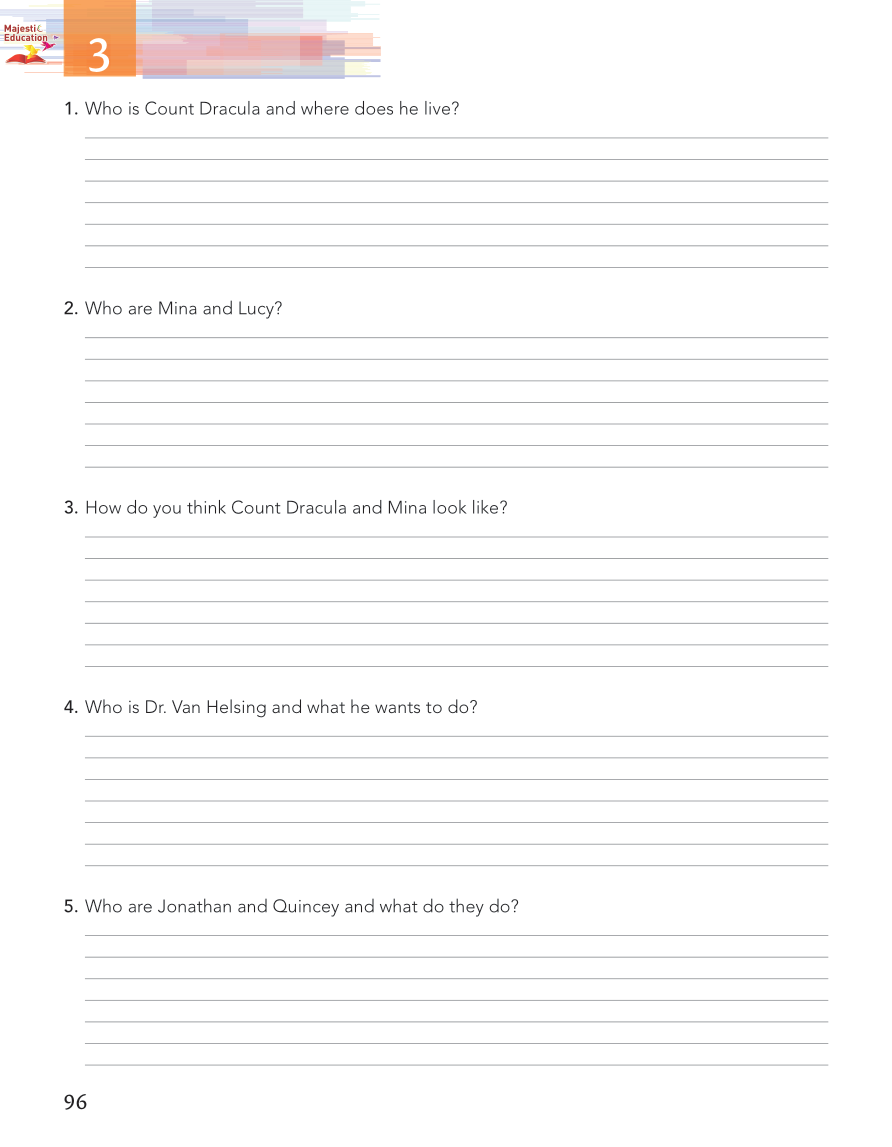 Majestic
Education
3
1. Who is Count Dracula and where does he live?
2. Who are Mina and Lucy?
3. How do you think Count Dracula and Mina look like?
4. Who is Dr. Van Helsing and what he wants to do?
5. Who are Jonathan and Quincey and what do they do?
96